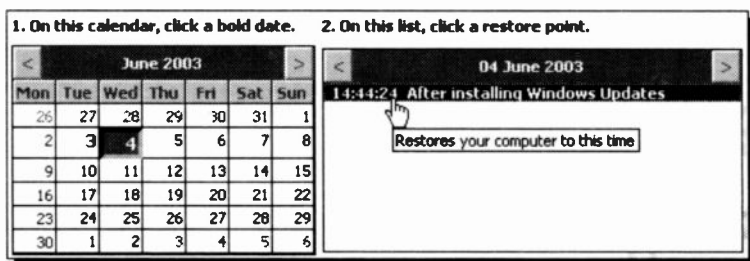 1. On this calendar, click a bold date.
2. On this list, click a restore point.
< June 2003 >
Mon Tue Wed Thu Fri Sat Sun
26 27 28 29 30 31 1
2 3 4 5 6 7 8
9 10 11 12 13 14 15
16 17 18 19 20 21 22
23 24 25 26 27 28 29
30 1 2 3 4 5 6
< 04 June 2003 >
14:44:24 After installing Windows Updates
Restores your computer to this time